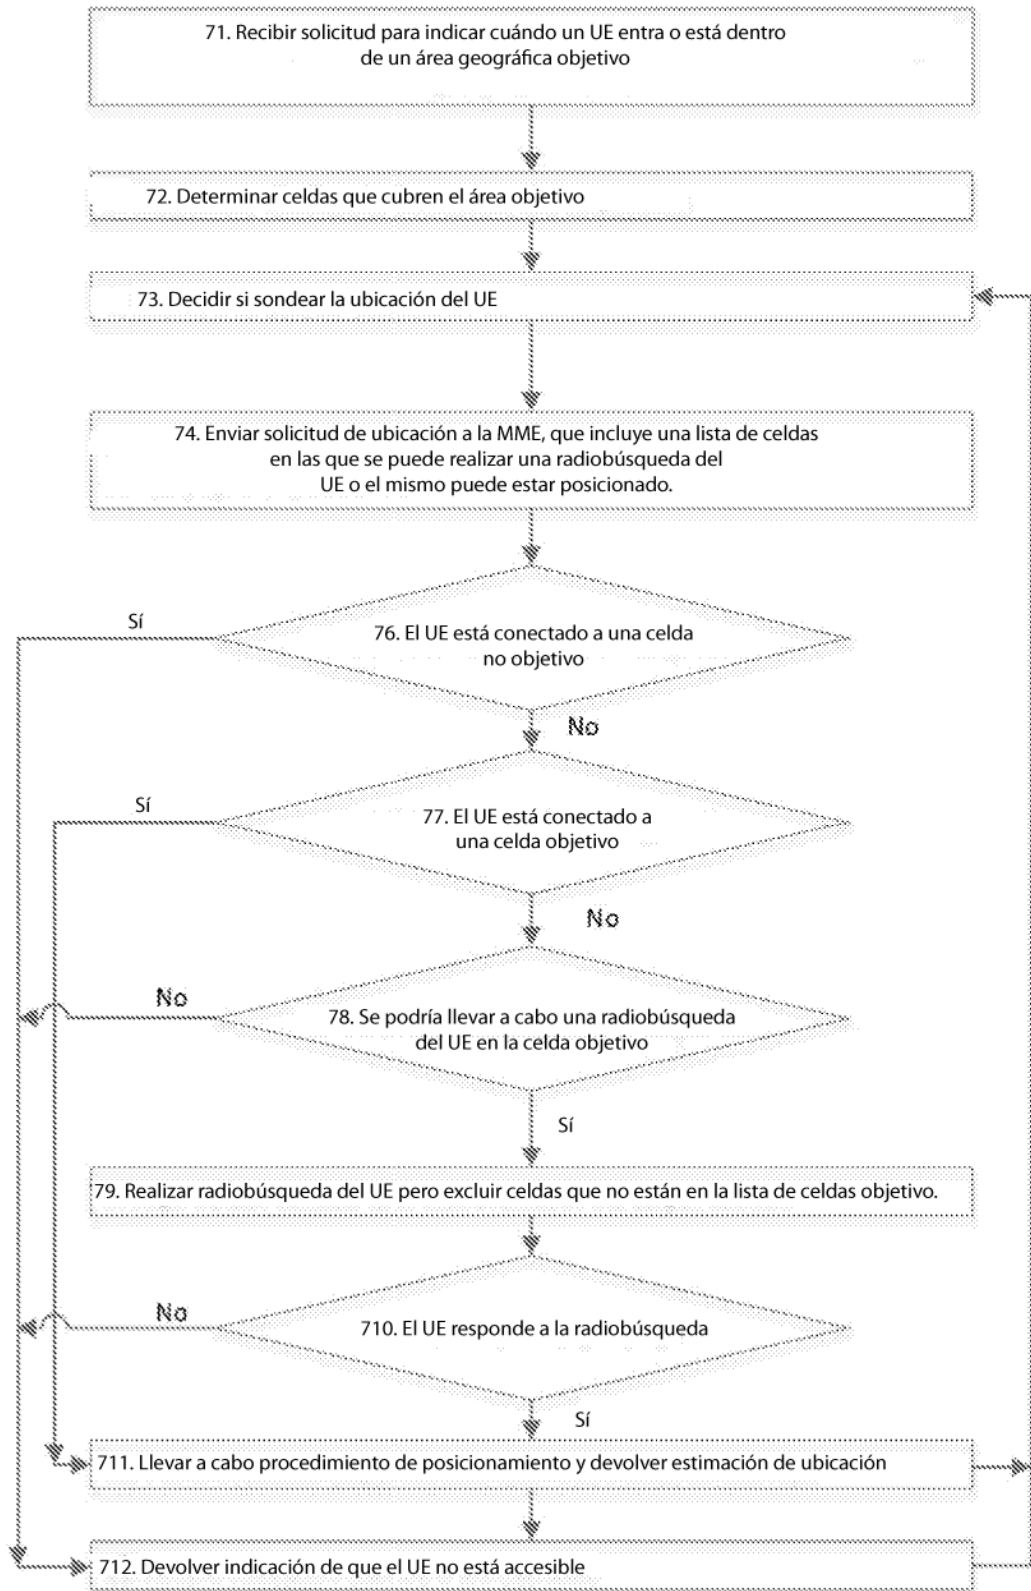 71. Recibir solicitud para indicar cuándo un UE entra o está dentro
de un área geográfica objetivo
72. Determinar celdas que cubren el área objetivo
73. Decidir si sondear la ubicación del UE
74. Enviar solicitud de ubicación a la MME, que incluye una lista de celdas
en las que se puede realizar una radiobúsqueda del
UE o el mismo puede estar posicionado.
Sí
76. El UE está conectado a una celda
no objetivo
No
Sí
77. El UE está conectado a
una celda objetivo
No
No
78. Se podría llevar a cabo una radiobúsqueda
del UE en la celda objetivo
Sí
79. Realizar radiobúsqueda del UE pero excluir celdas que no están en la lista de celdas objetivo.
No
710. El UE responde a la radiobúsqueda
Sí
711. Llevar a cabo procedimiento de posicionamiento y devolver estimación de ubicación
712. Devolver indicación de que el UE no está accesible